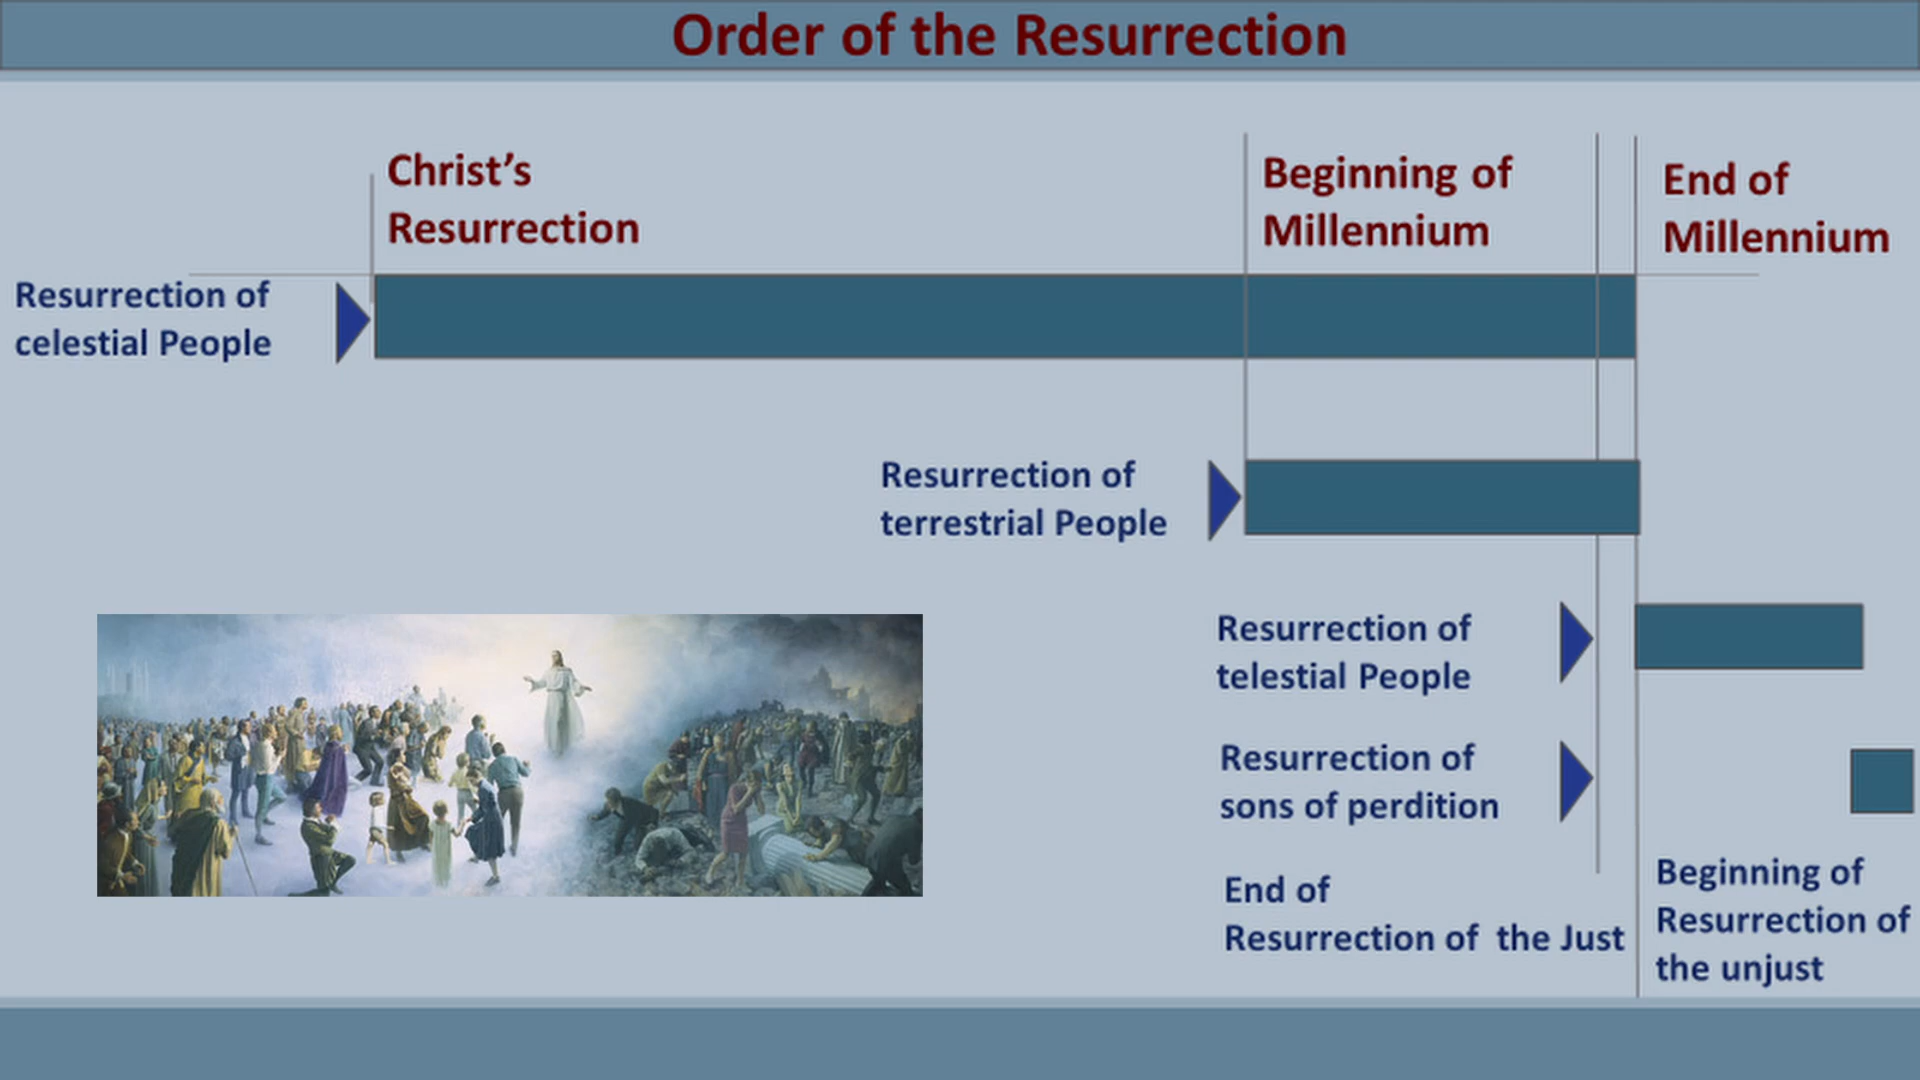 Order of the Resurrection
Christ’s
Resurrection
Beginning of
Millennium
End of
Millennium
Resurrection of
celestial People
Resurrection of
terrestrial People
Resurrection of
telestial People
Resurrection of
sons of perdition
End of
Resurrection of the Just
Beginning of
Resurrection of
the unjust